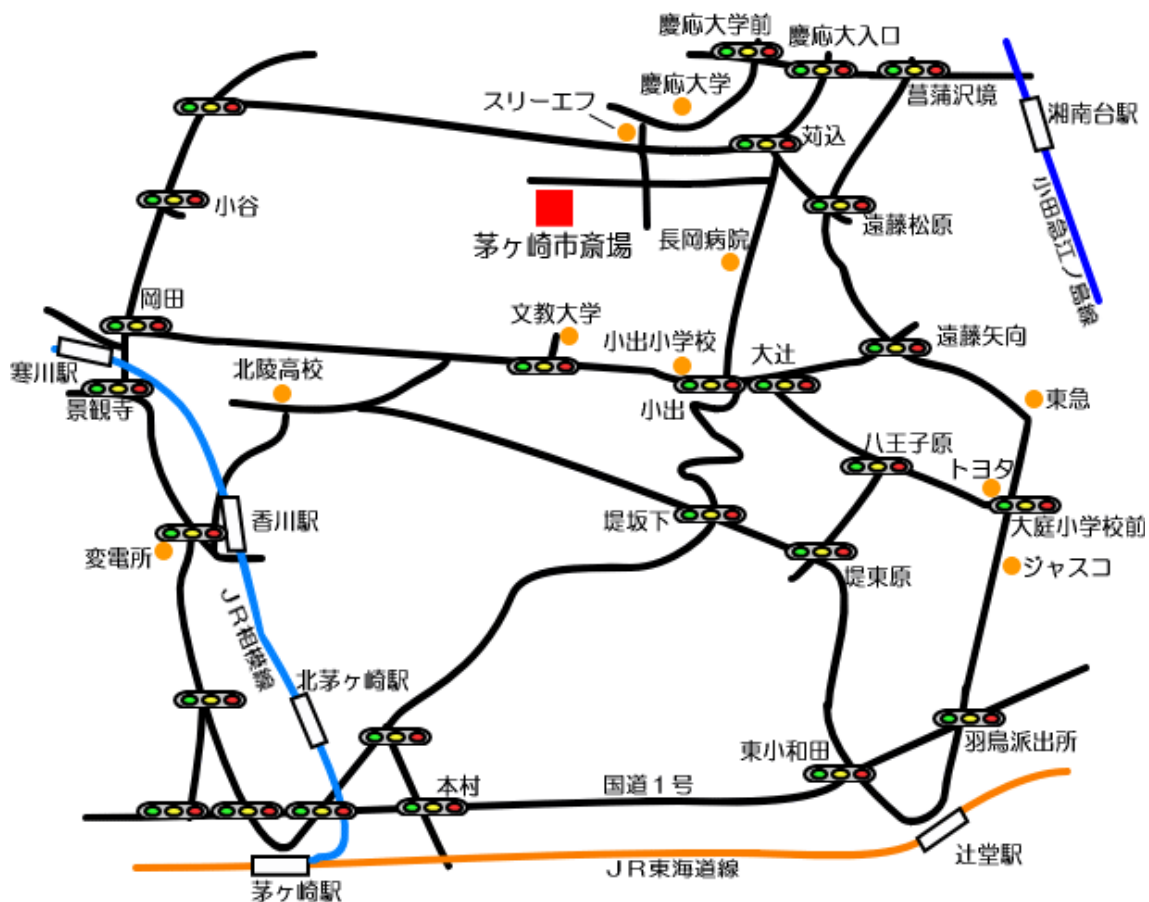 慶応大学前
慶応大入口
慶応大学
スリーエフ
菖蒲沢境
湘南台駅
苅込
小谷
小田急江ノ島線
遠藤松原
茅ヶ崎市斎場
長岡病院
岡田
文教大学
小出小学校
大辻
遠藤矢向
寒川駅
北陵高校
景観寺
小出
東急
八王子原
トヨタ
堤坂下
香川駅
大庭小学校前
変電所
堤東原
ジャスコ
JR相模線
北茅ヶ崎駅
東小和田
羽鳥派出所
本村
国道1号
辻堂駅
JR東海道線
茅ヶ崎駅